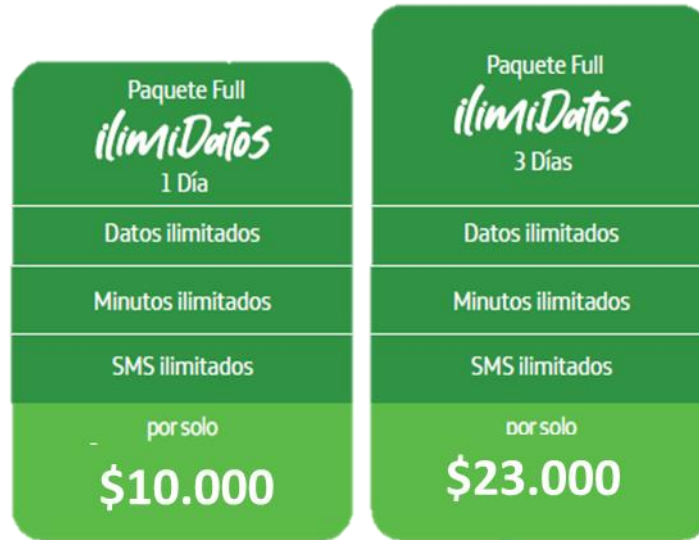 Paquete Full
ilimiDatos
1 Día
Datos ilimitados
Minutos ilimitados
SMS ilimitados
por solo
$10.000
Paquete Full
ilimiDatos
3 Días
Datos ilimitados
Minutos ilimitados
SMS ilimitados
por solo
$23.000